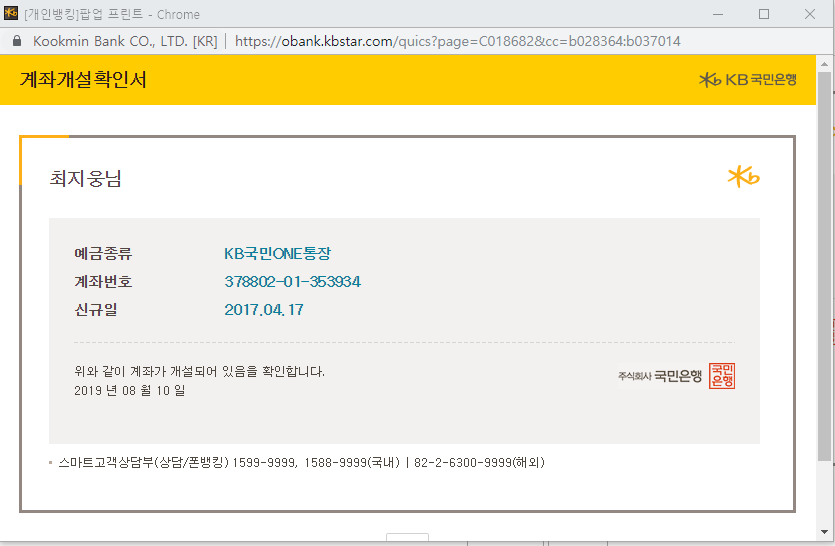 [개인뱅킹]팝업 프린트 - Chrome
Kookmin Bank CO., LTD. [KR] | https://obank.kbstar.com/quics?page=C018682&cc=b028364:b037014
계좌개설확인서
KB 국민은행
최지웅님
Kb
예금종류 KB국민ONE통장
계좌번호 378802-01-353934
신규일 2017.04.17
위와 같이 계좌가 개설되어 있음을 확인합니다.
2019 년 08 월 10 일
주식회사 국민은행 국민은행
스마트고객상담부(상담/폰뱅킹) 1599-9999, 1588-9999(국내) | 82-2-6300-9999(해외)